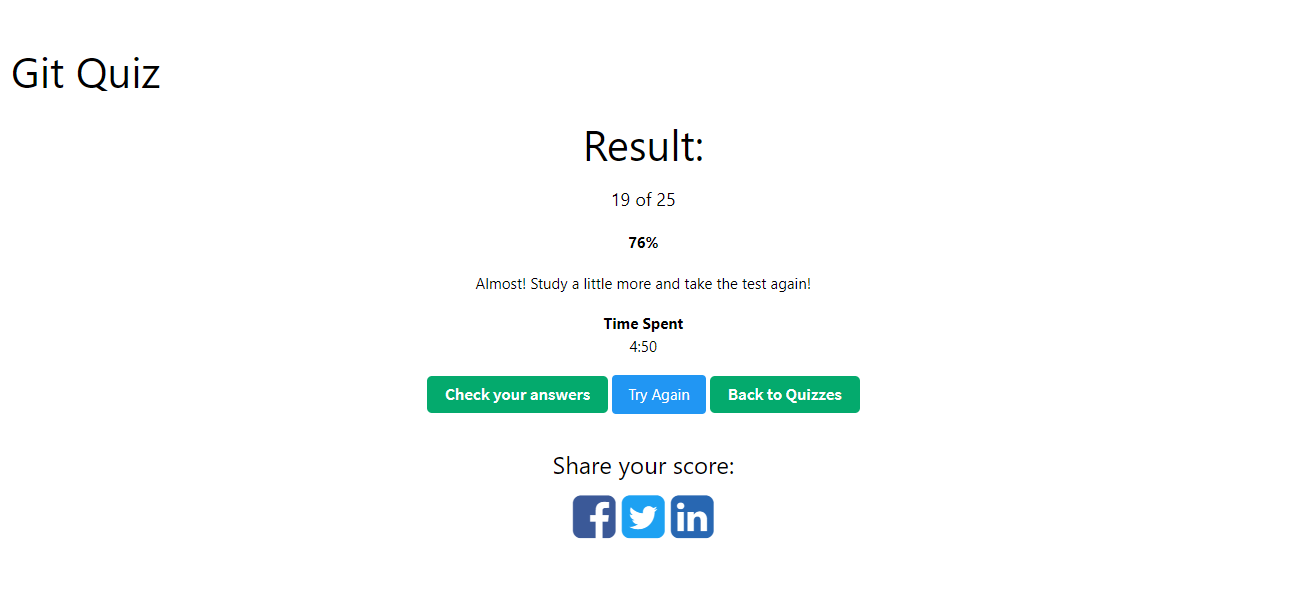 Git Quiz
Result:
19 of 25
76%
Almost! Study a little more and take the test again!
Time Spent
4:50
Check your answers Try Again Back to Quizzes
Share your score:
f in